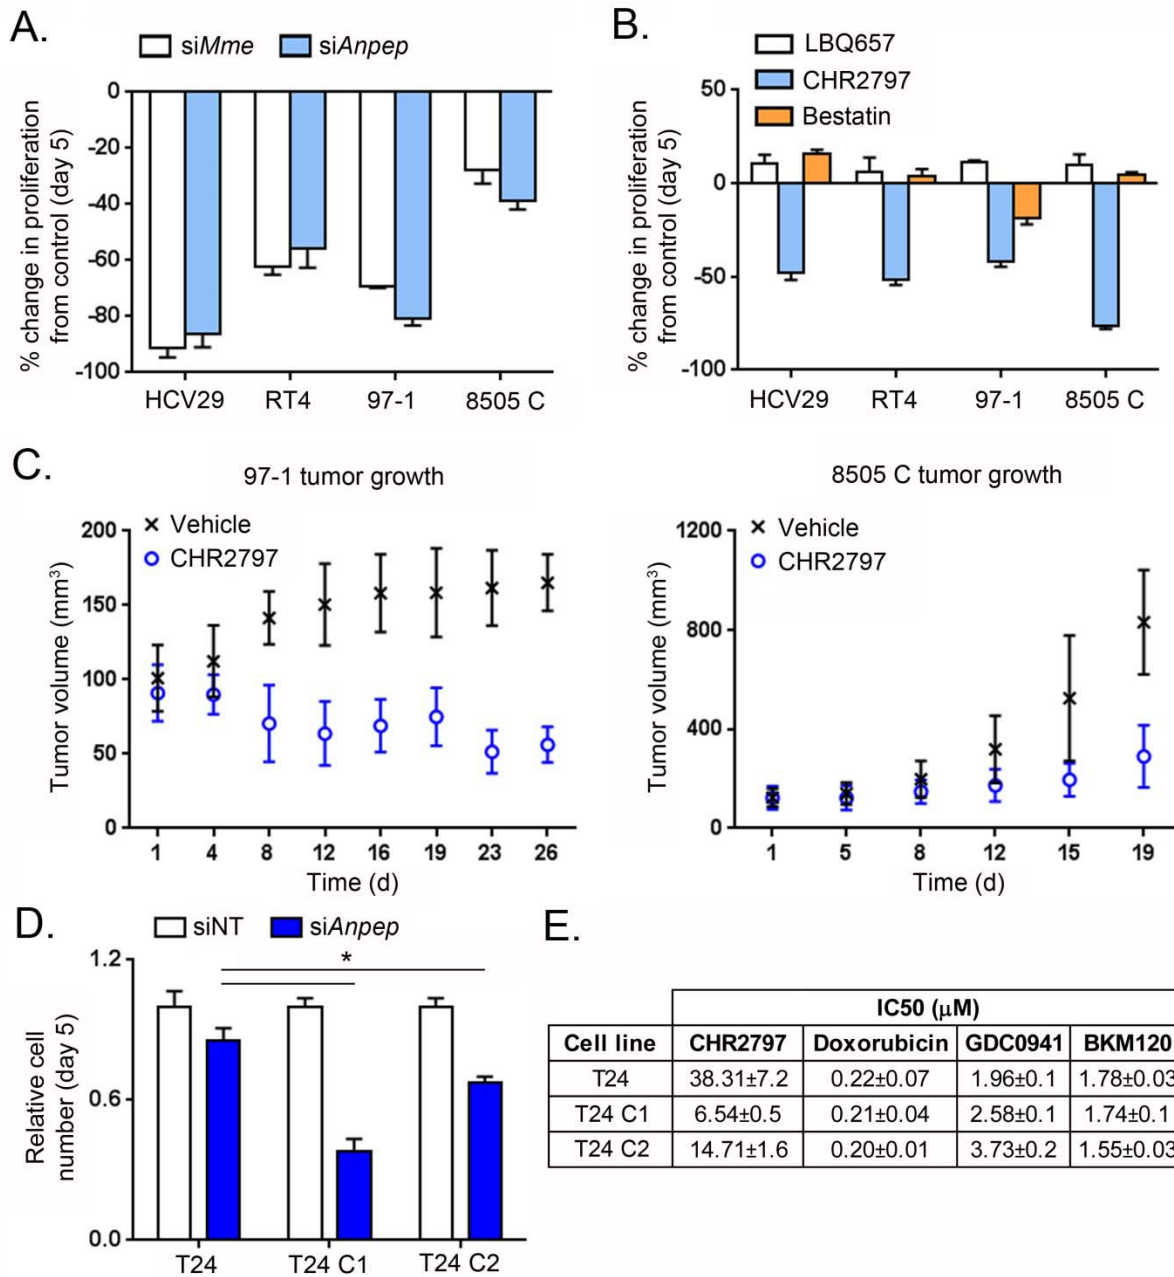 A.
siMme siAnpep
% change in proliferation
from control (day 5)
0
-20
-40
-60
-80
-100
HCV29 RT4 97-1 8505 C
B.
LBQ657
CHR2797
Bestatin
% change in proliferation
from control (day 5)
50
0
-50
-100
HCV29 RT4 97-1 8505 C
C.
97-1 tumor growth
Vehicle
CHR2797
Tumor volume (mm³)
200
150
100
50
0
1 4 8 12 16 19 23 26
Time (d)
8505 C tumor growth
Vehicle
CHR2797
Tumor volume (mm³)
1200
800
400
0
1 5 8 12 15 19
Time (d)
D.
siNT siAnpep
*
Relative cell
number (day 5)
1.2
0.6
0.0
T24 T24 C1 T24 C2
E.
IC50 (μM)
Cell line CHR2797 Doxorubicin GDC0941 BKM120
T24 38.31±7.2 0.22±0.07 1.96±0.1 1.78±0.03
T24 C1 6.54±0.5 0.21±0.04 2.58±0.1 1.74±0.1
T24 C2 14.71±1.6 0.20±0.01 3.73±0.2 1.55±0.03